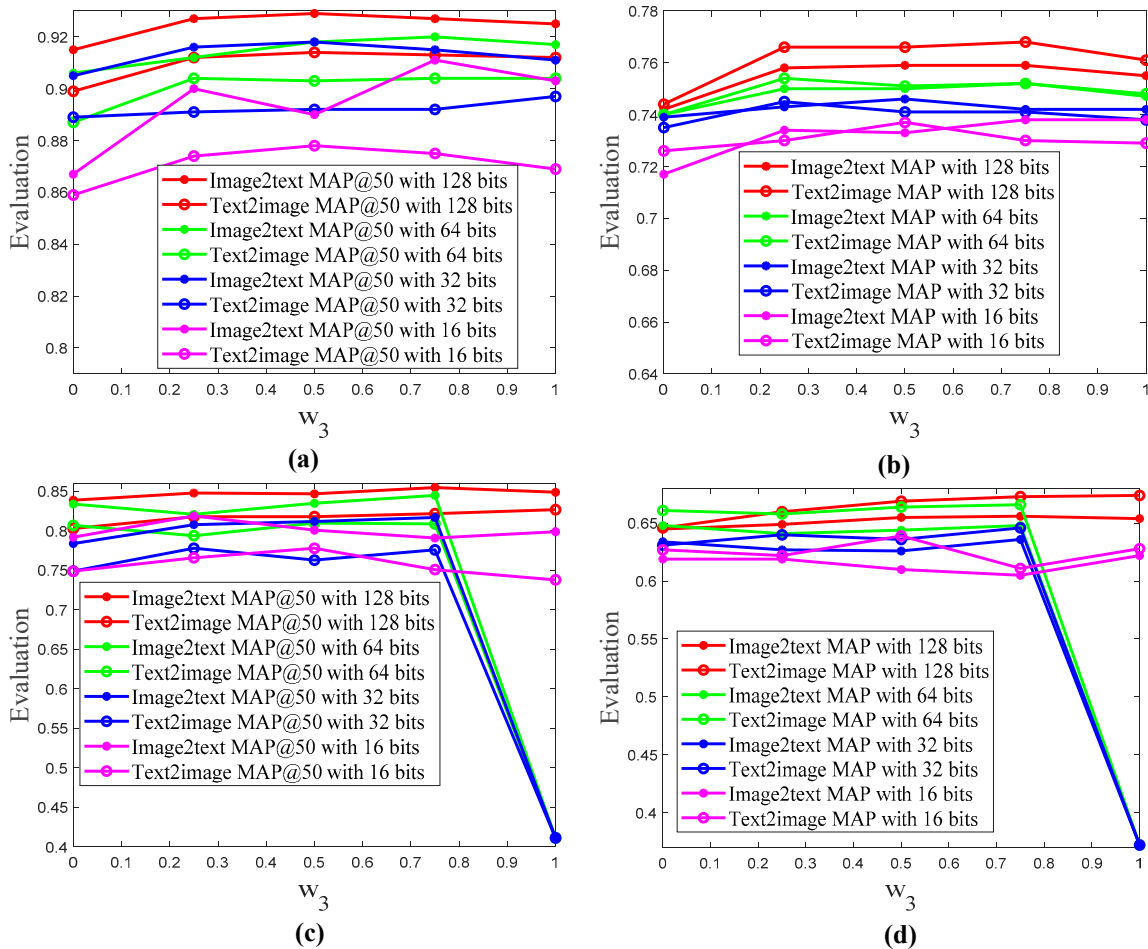 0.92
0.9
0.88
0.86
0.84
0.82
0.8
Evaluation
Image2text MAP@50 with 128 bits
Text2image MAP@50 with 128 bits
Image2text MAP@50 with 64 bits
Text2image MAP@50 with 64 bits
Image2text MAP@50 with 32 bits
Text2image MAP@50 with 32 bits
Image2text MAP@50 with 16 bits
Text2image MAP@50 with 16 bits
0 0.1 0.2 0.3 0.4 0.5 0.6 0.7 0.8 0.9 1
w_3
(a)
0.78
0.76
0.74
0.72
0.7
0.68
0.66
0.64
Evaluation
Image2text MAP with 128 bits
Text2image MAP with 128 bits
Image2text MAP with 64 bits
Text2image MAP with 64 bits
Image2text MAP with 32 bits
Text2image MAP with 32 bits
Image2text MAP with 16 bits
Text2image MAP with 16 bits
0 0.1 0.2 0.3 0.4 0.5 0.6 0.7 0.8 0.9 1
w_3
(b)
0.85
0.8
0.75
0.7
0.65
0.6
0.55
0.5
0.45
0.4
Evaluation
Image2text MAP@50 with 128 bits
Text2image MAP@50 with 128 bits
Image2text MAP@50 with 64 bits
Text2image MAP@50 with 64 bits
Image2text MAP@50 with 32 bits
Text2image MAP@50 with 32 bits
Image2text MAP@50 with 16 bits
Text2image MAP@50 with 16 bits
0 0.1 0.2 0.3 0.4 0.5 0.6 0.7 0.8 0.9 1
w_3
(c)
0.65
0.6
0.55
0.5
0.45
0.4
Evaluation
Image2text MAP with 128 bits
Text2image MAP with 128 bits
Image2text MAP with 64 bits
Text2image MAP with 64 bits
Image2text MAP with 32 bits
Text2image MAP with 32 bits
Image2text MAP with 16 bits
Text2image MAP with 16 bits
0 0.1 0.2 0.3 0.4 0.5 0.6 0.7 0.8 0.9 1
w_3
(d)